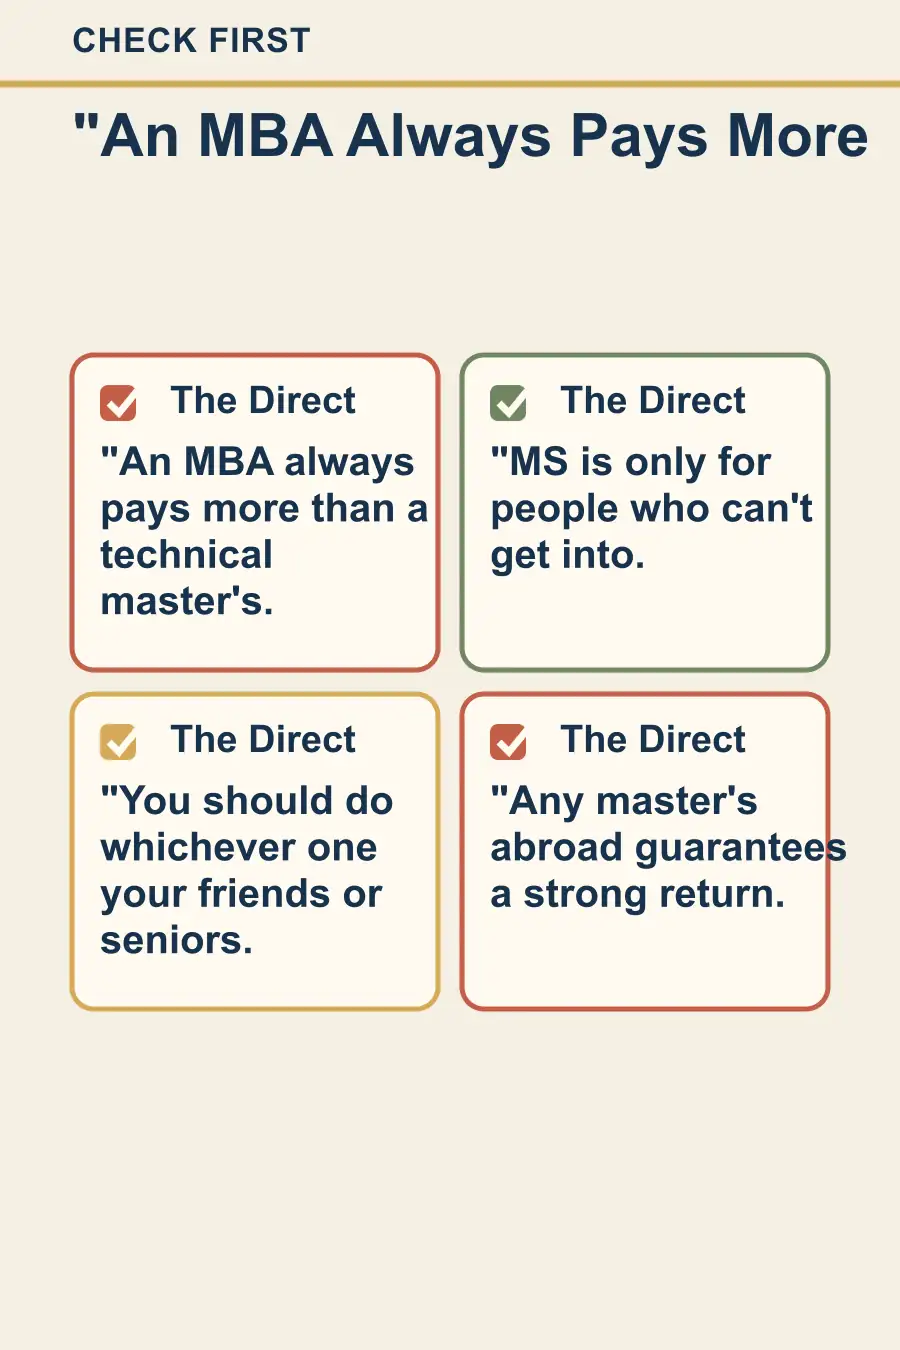 CHECK FIRST
"An MBA Always Pays More
The Direct
"An MBA always
pays more than a
technical
master's.
The Direct
"MS is only for
people who can't
get into.
The Direct
"You should do
whichever one
your friends or
seniors.
The Direct
"Any master's
abroad guarantees
a strong return.